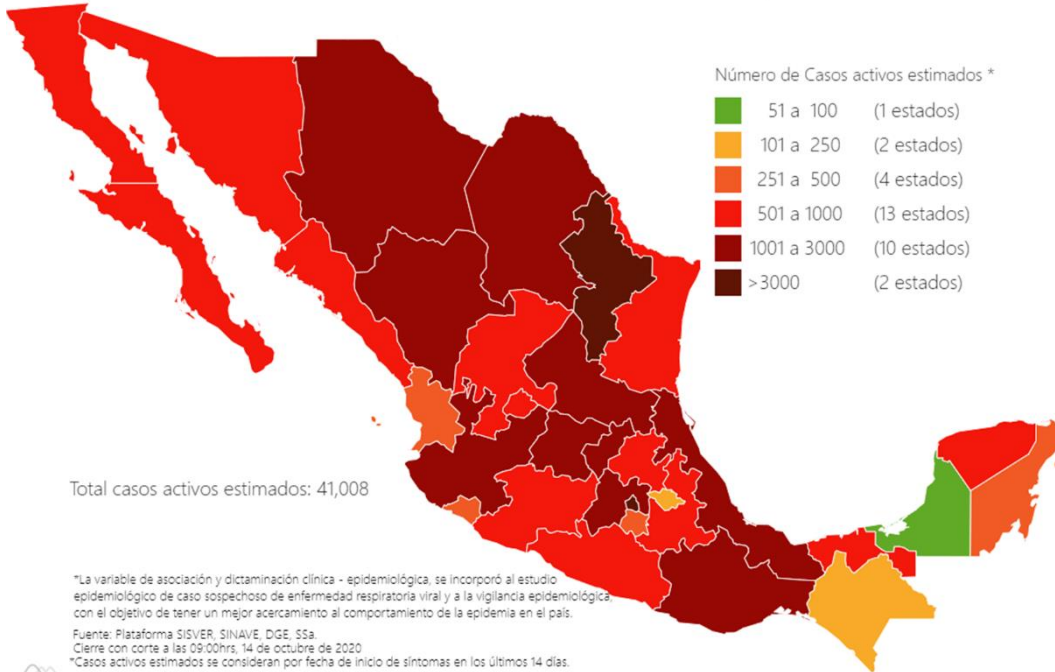 Número de Casos activos estimados *
51 a 100 (1 estados)
101 a 250 (2 estados)
251 a 500 (4 estados)
501 a 1000 (13 estados)
1001 a 3000 (10 estados)
>3000 (2 estados)
Total casos activos estimados: 41,008
*La variable de asociación y dictaminación clínica - epidemiológica, se incorporó al estudio
epidemiológico de caso sospechoso de enfermedad respiratoria viral y a la vigilancia epidemiológica,
con el objetivo de tener un mejor acercamiento al comportamiento de la epidemia en el país.
Fuente: Plataforma SISVER, SINAVE, DGE, SSa.
Cierre con corte a las 09:00hrs, 14 de octubre de 2020
*Casos activos estimados se consideran por fecha de inicio de síntomas en los últimos 14 días.